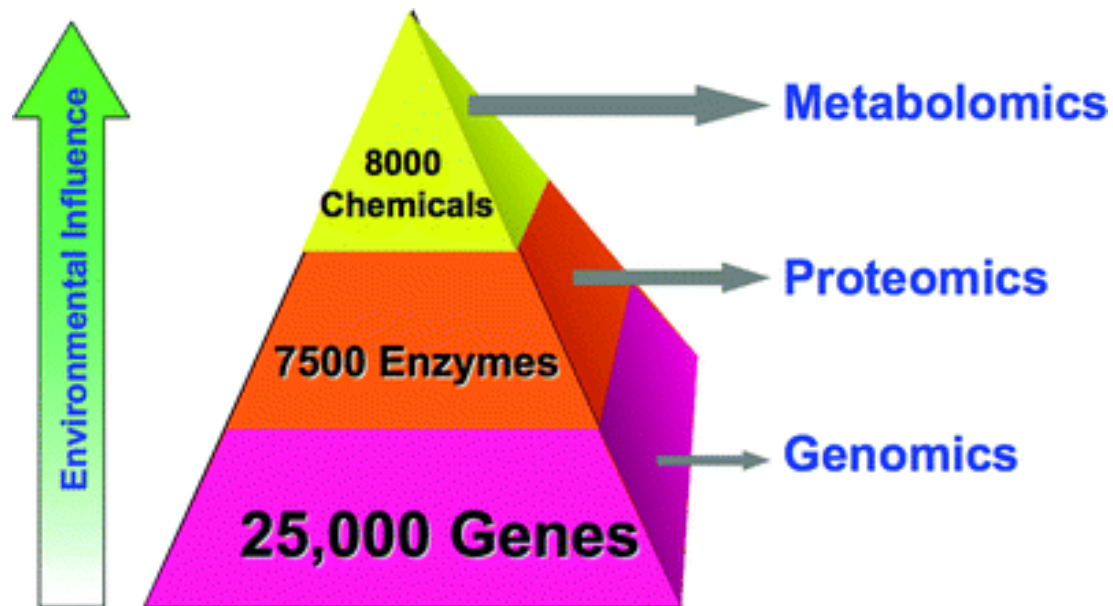 Environmental Influence
8000
Chemicals
Metabolomics
7500 Enzymes
Proteomics
25,000 Genes
Genomics